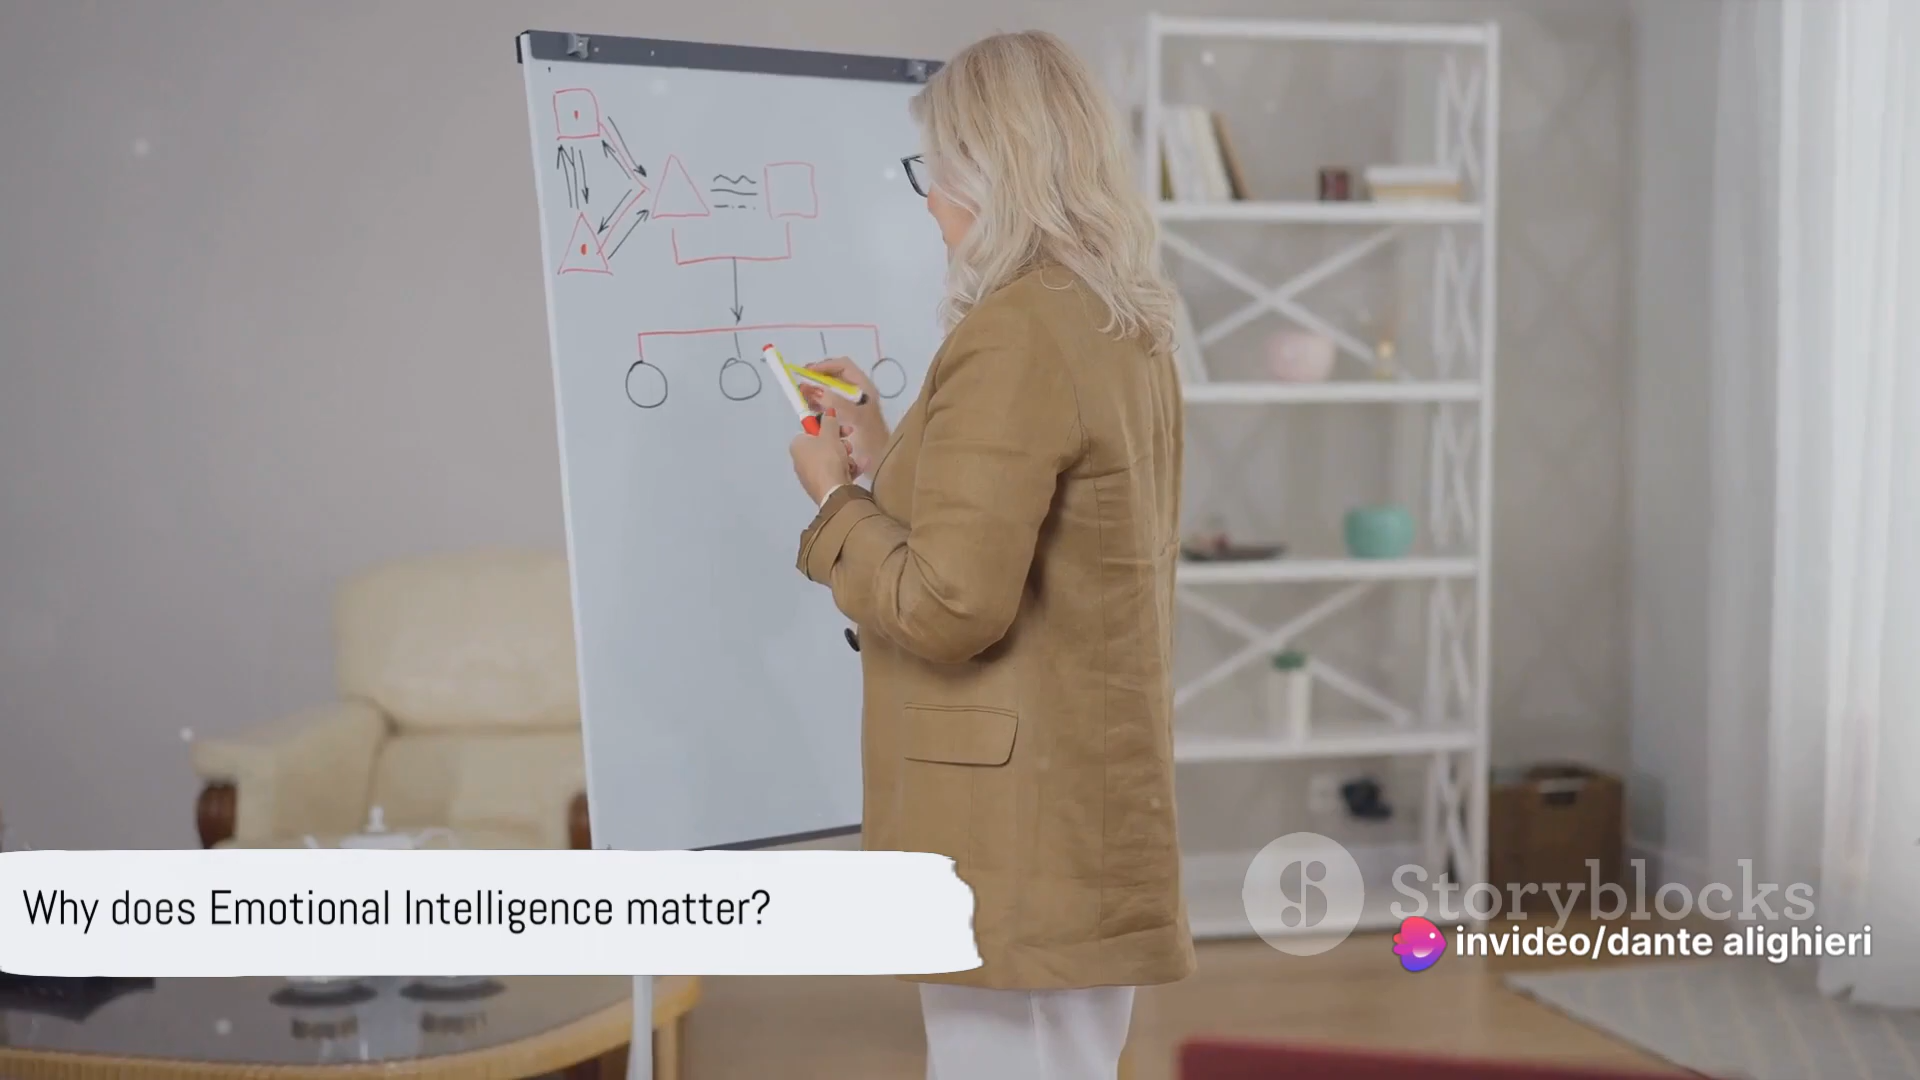 Why does Emotional Intelligence matter?
Storyblocks
invideo/dante alighieri